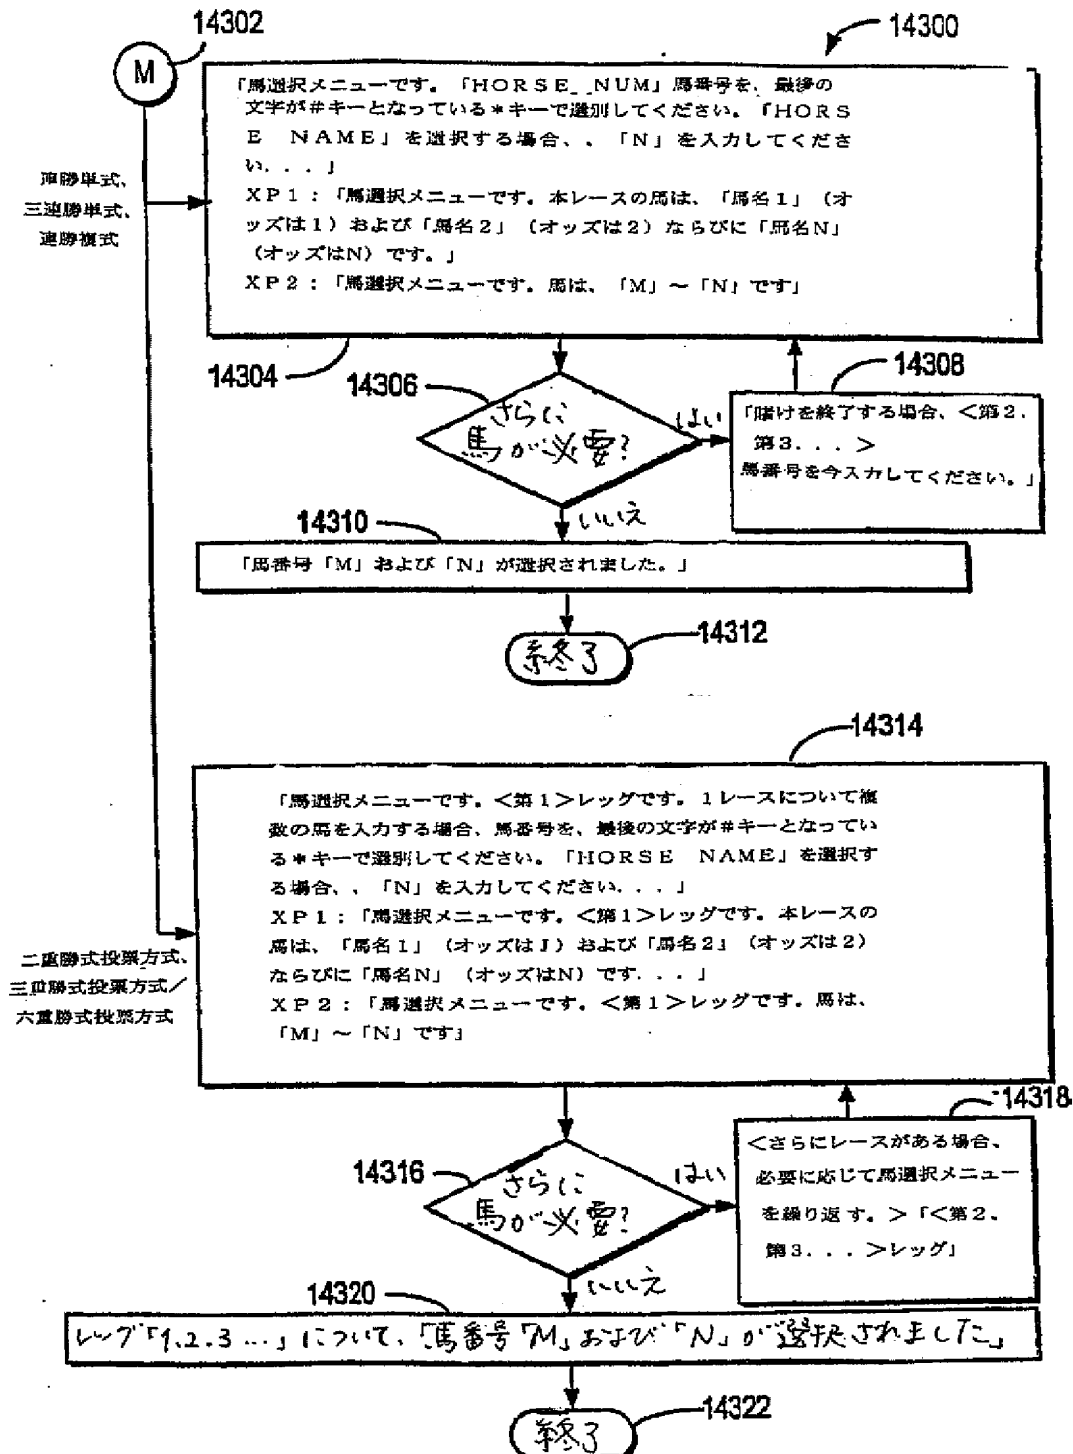 14302
14300
M
「馬選択メニューです。「HORSE_NUM」馬番号を、最後の
文字が#キーとなっている*キーで選別してください。「HORS
E NAME」を選択する場合、、「N」を入力してくださ
い...」
XP1:「馬選択メニューです。本レースの馬は、「馬名1」(オ
ッズは1)および「馬名2」(オッズは2)ならびに「馬名N」
(オッズはN)です。」
XP2:「馬選択メニューです。馬は、「M」~「N」です」
連勝単式、
三連勝単式、
連勝複式
14304
14306
14308
さらに
馬が必要?
はい
「賭けを終了する場合、<第2、
第3...>
馬番号を今入力してください。」
いいえ
14310
「馬番号「M」および「N」が選択されました。」
14312
終了
14314
「馬選択メニューです。<第1>レッグです。1レースについて複
数の馬を入力する場合、馬番号を、最後の文字が#キーとなってい
る*キーで選別してください。「HORSE NAME」を選択す
る場合、、「N」を入力してください...」
XP1:「馬選択メニューです。<第1>レッグです。本レースの
馬は、「馬名1」(オッズはJ)および「馬名2」(オッズは2)
ならびに「馬名N」(オッズはN)です...」
XP2:「馬選択メニューです。<第1>レッグです。馬は、
「M」~「N」です」
二重勝式投票方式、
三重勝式投票方式/
六重勝式投票方式
14316
14318
さらに
馬が必要?
はい
<さらにレースがある場合、
必要に応じて馬選択メニュー
を繰り返す。>「<第2、
第3...>レッグ」
いいえ
14320
レッグ「1.2.3...」について、「馬番号「M」および「N」が選択されました」
14322
終了